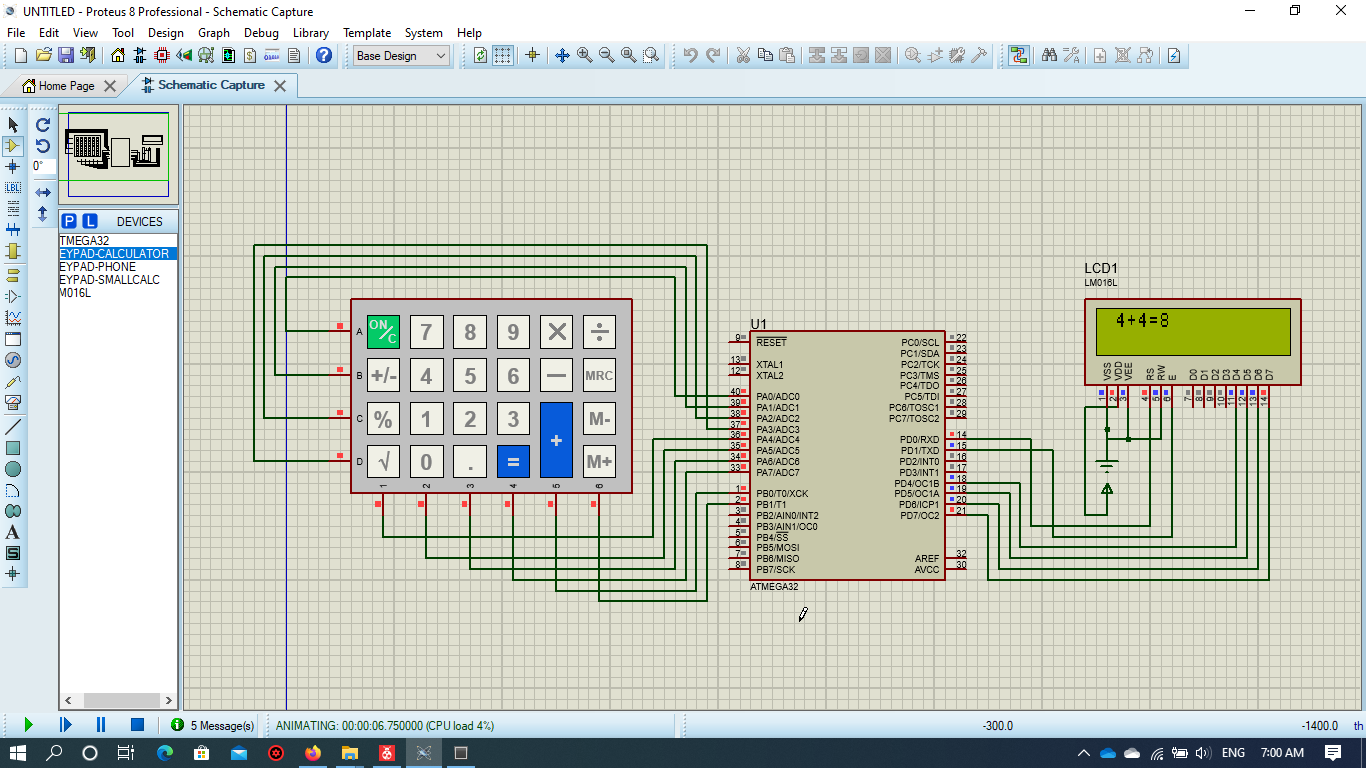 UNTITLED - Proteus 8 Professional - Schematic Capture
File Edit View Tool Design Graph Debug Library Template System Help
Base Design
Home Page
Schematic Capture
0°
LBL
P L DEVICES
TMEGA32
EYPAD-CALCULATOR
EYPAD-PHONE
EYPAD-SMALLCALC
M016L
A
S
ON/C 7 8 9 × ÷
+/- 4 5 6 — MRC
% 1 2 3 + M-
√ 0 . = M+
A
B
C
D
1 2 3 4 5 6
U1
9 RESET
13 XTAL1
12 XTAL2
40 PA0/ADC0
39 PA1/ADC1
38 PA2/ADC2
37 PA3/ADC3
36 PA4/ADC4
35 PA5/ADC5
34 PA6/ADC6
33 PA7/ADC7
1 PB0/T0/XCK
2 PB1/T1
3 PB2/AIN0/INT2
4 PB3/AIN1/OC0
5 PB4/SS
6 PB5/MOSI
7 PB6/MISO
8 PB7/SCK
PC0/SCL 22
PC1/SDA 23
PC2/TCK 24
PC3/TMS 25
PC4/TDO 26
PC5/TDI 27
PC6/TOSC1 28
PC7/TOSC2 29
PD0/RXD 14
PD1/TXD 15
PD2/INT0 16
PD3/INT1 17
PD4/OC1B 18
PD5/OC1A 19
PD6/ICP1 20
PD7/OC2 21
AREF 32
AVCC 30
ATMEGA32
LCD1
LM016L
4+4=8
VSS VDD VEE RS RW E D0 D1 D2 D3 D4 D5 D6 D7
1 2 3 4 5 6 7 8 9 10 11 12 13 14
5 Message(s)
ANIMATING: 00:00:06.750000 (CPU load 4%)
-300.0
-1400.0
th
ENG
7:00 AM